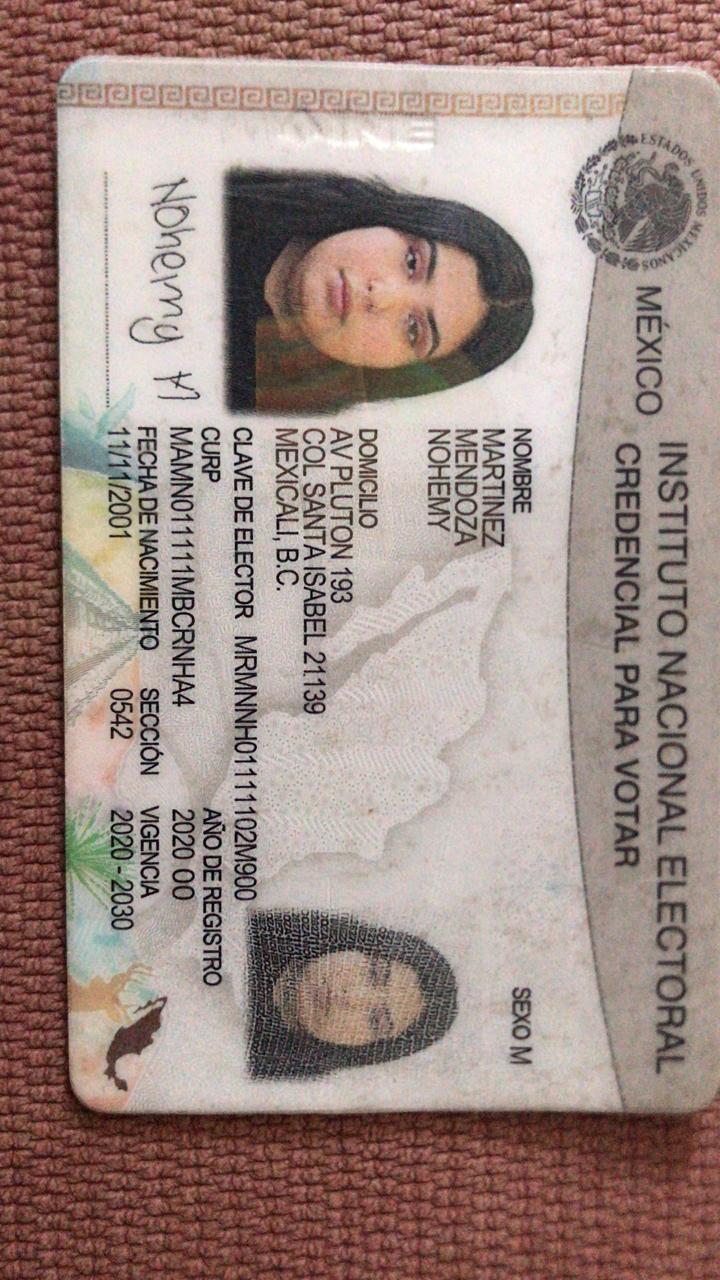 ESTADOS UNIDOS MEXICANOS
MÉXICO
INSTITUTO NACIONAL ELECTORAL
CREDENCIAL PARA VOTAR
NOMBRE
MARTINEZ
MENDOZA
NOHEMY
SEXO M
DOMICILIO
AV PLUTON 193
COL SANTA ISABEL 21139
MEXICALI, B.C.
CLAVE DE ELECTOR MRMNNH01111102M900
CURP
MAMN011111MBCRNHA4
AÑO DE REGISTRO
2020 00
FECHA DE NACIMIENTO
11/11/2001
SECCIÓN
0542
VIGENCIA
2020 - 2030
Nohemy M